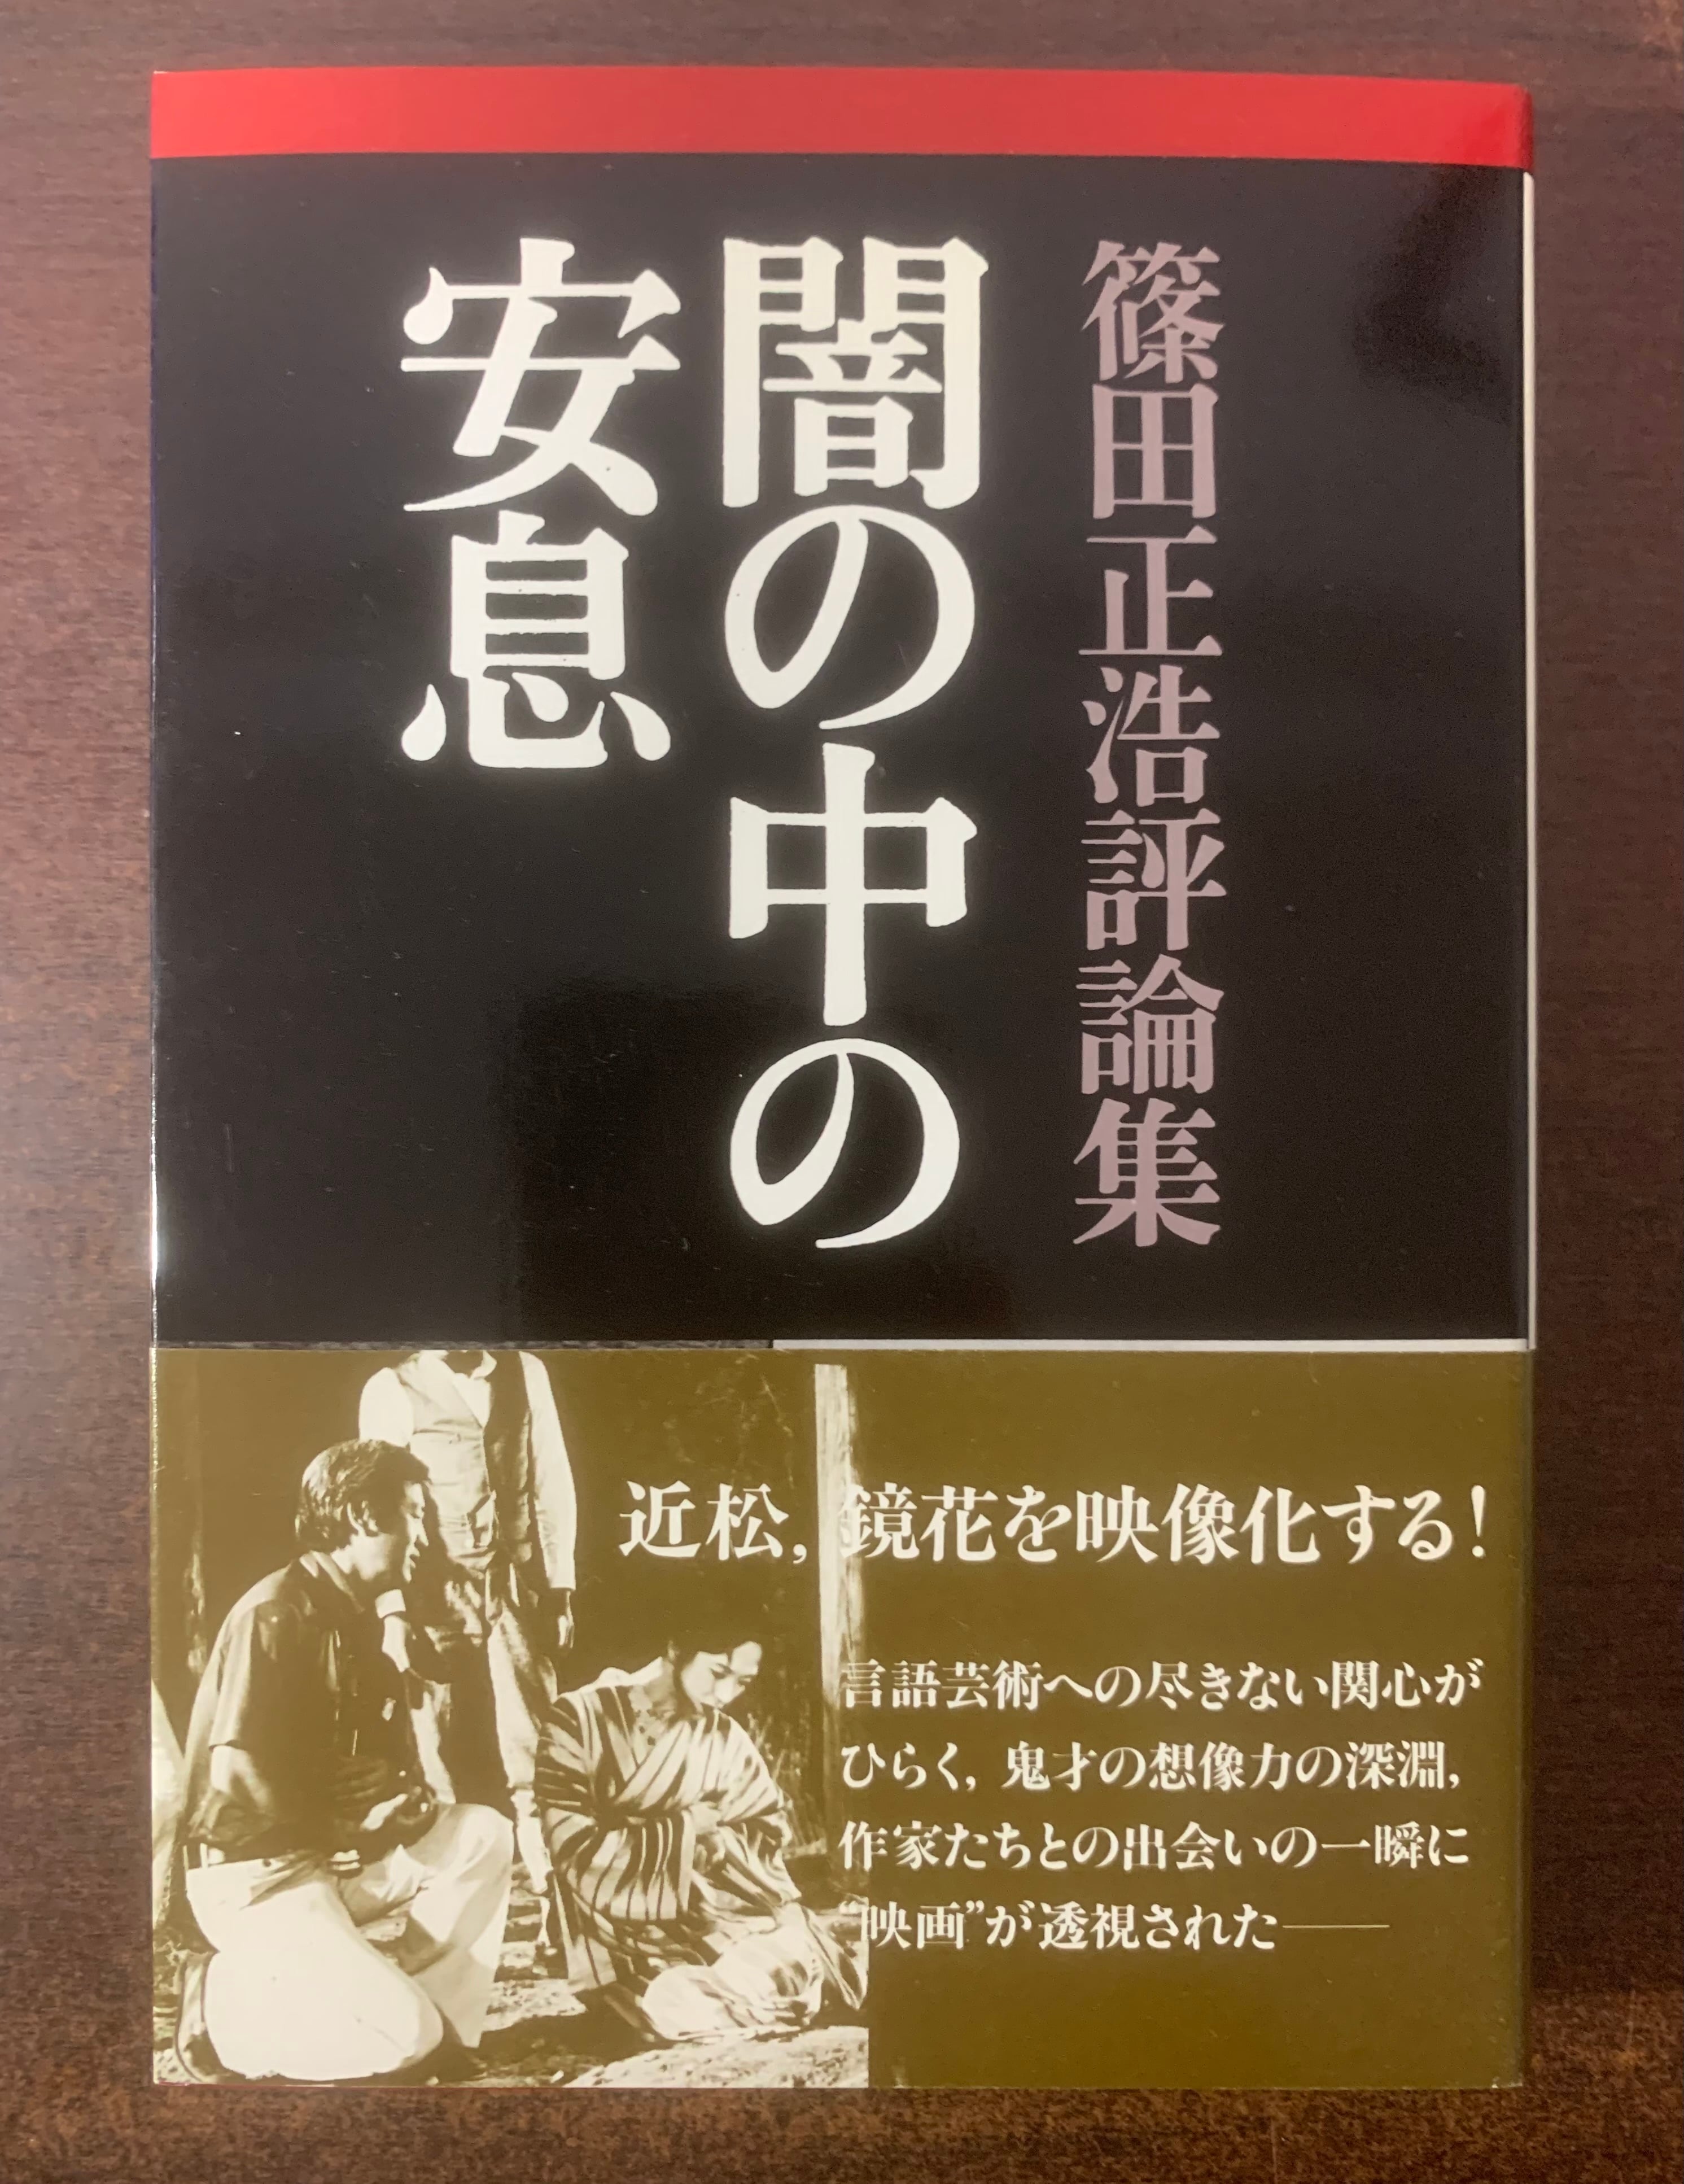 篠田正浩評論集
闇の中の
安息
近松,鏡花を映像化する!
言語芸術への尽きない関心が
ひらく,鬼才の想像力の深淵,
作家たちとの出会いの一瞬に
“映画”が透視された──